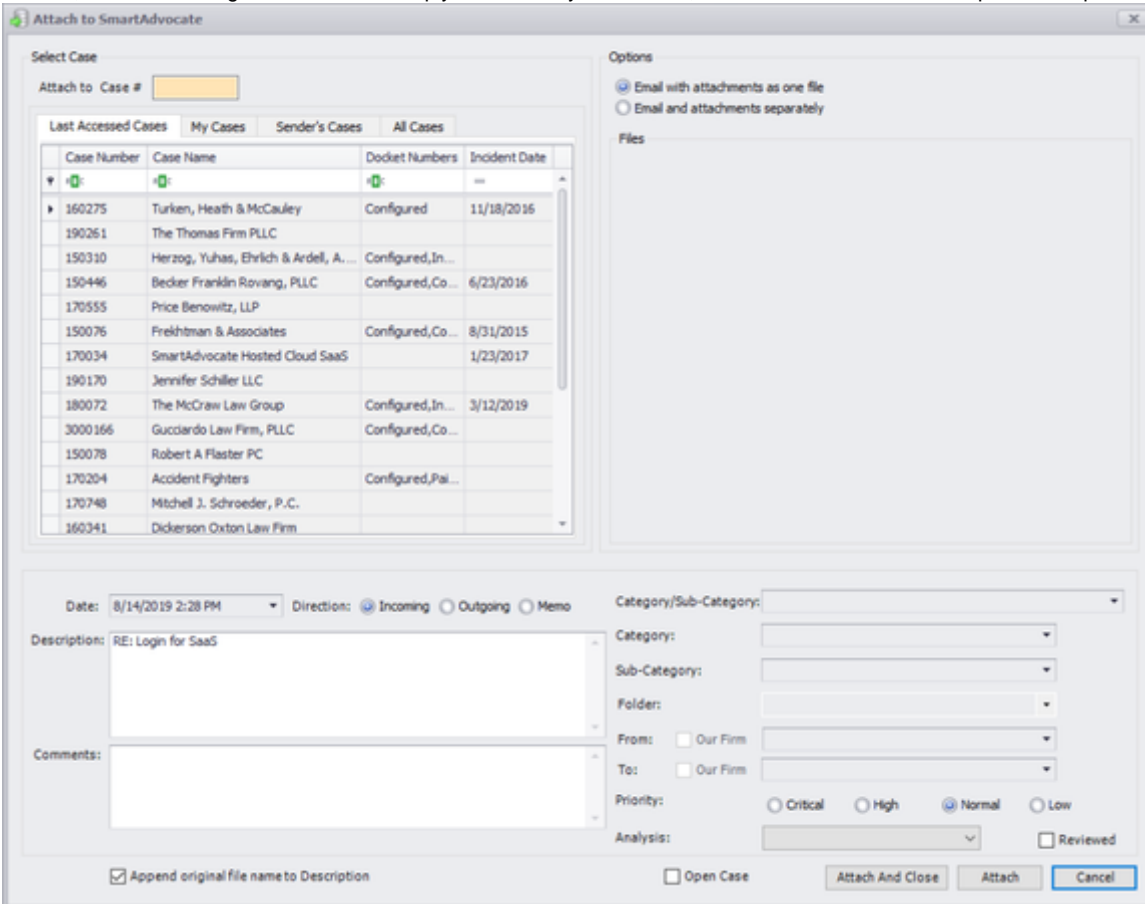 Attach to SmartAdvocate
Select Case
Attach to Case #
Last Accessed Cases My Cases Sender's Cases All Cases
Case Number Case Name Docket Numbers Incident Date
160275 Turken, Heath & McCauley Configured 11/18/2016
190261 The Thomas Firm PLLC
150310 Herzog, Yuhas, Ehrlich & Ardell, A.... Configured,In...
150446 Becker Franklin Rovang, PLLC Configured,Co... 6/23/2016
170555 Price Benowitz, LLP
150076 Frekhtman & Associates Configured,Co... 8/31/2015
170034 SmartAdvocate Hosted Cloud SaaS 1/23/2017
190170 Jennifer Schiller LLC
180072 The McCraw Law Group Configured,In... 3/12/2019
3000166 Gucciardo Law Firm, PLLC Configured,Co...
150078 Robert A Flaster PC
170204 Accident Fighters Configured,Pai...
170748 Mitchell J. Schroeder, P.C.
160341 Dickerson Oxton Law Firm
Options
Email with attachments as one file
Email and attachments separately
Files
Date: 8/14/2019 2:28 PM Direction: Incoming Outgoing Memo
Description: RE: Login for SaaS
Comments:
Category/Sub-Category:
Category:
Sub-Category:
Folder:
From: Our Firm
To: Our Firm
Priority: Critical High Normal Low
Analysis: Reviewed
Append original file name to Description Open Case Attach And Close Attach Cancel